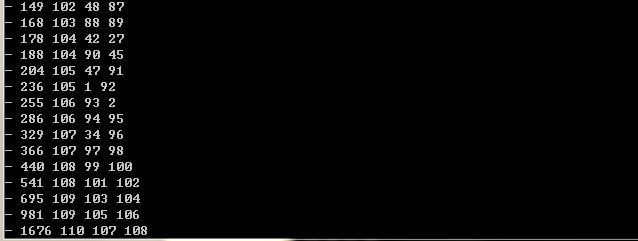 - 149 102 48 87
- 168 103 88 89
- 178 104 42 27
- 188 104 90 45
- 204 105 47 91
- 236 105 1 92
- 255 106 93 2
- 286 106 94 95
- 329 107 34 96
- 366 107 97 98
- 440 108 99 100
- 541 108 101 102
- 695 109 103 104
- 981 109 105 106
- 1676 110 107 108